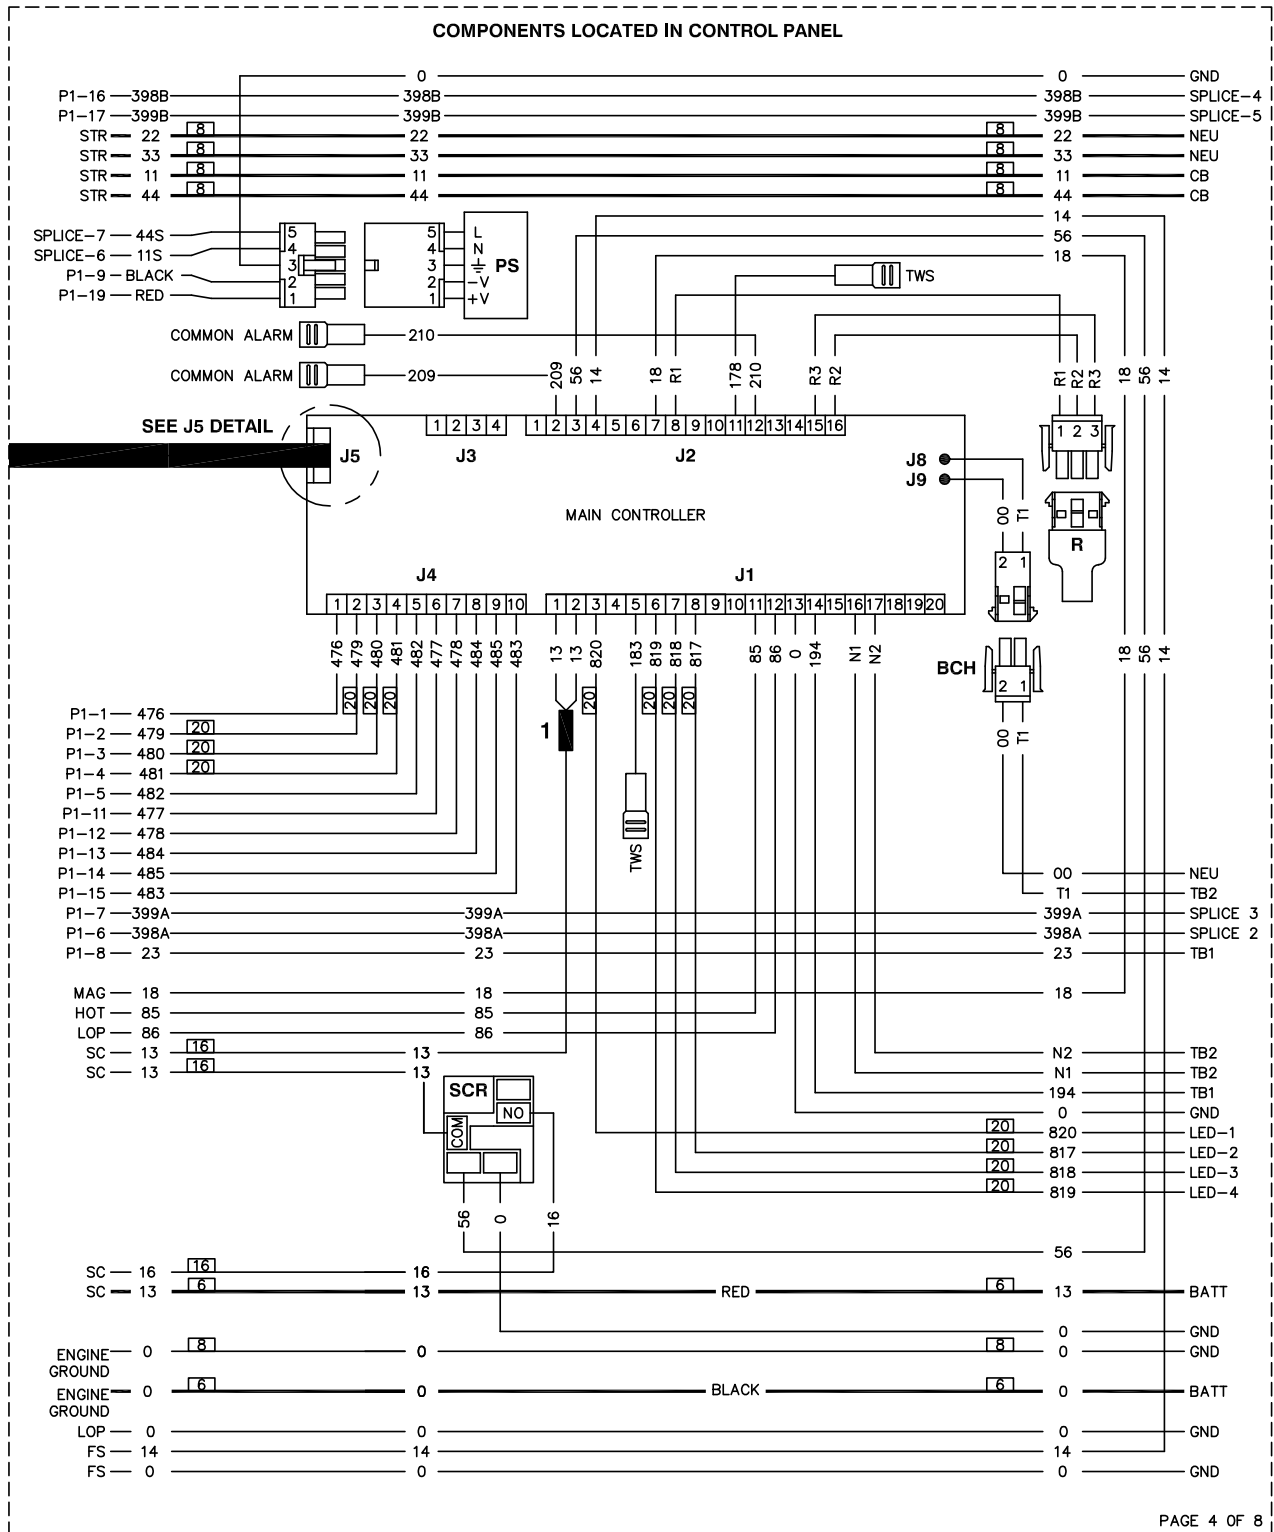 COMPONENTS LOCATED IN CONTROL PANEL
0 0 GND
P1-16 398B 398B 398B SPLICE-4
P1-17 399B 399B 399B SPLICE-5
STR 22 8 22 8 22 NEU
STR 33 8 33 8 33 NEU
STR 11 8 11 8 11 CB
STR 44 8 44 8 44 CB
14
SPLICE-7 44S 5 5 L 56
SPLICE-6 11S 4 4 N 18
3 3 PS
P1-9 BLACK 2 2 -V TWS
P1-19 RED 1 1 +V
COMMON ALARM 210
COMMON ALARM 209
209 56 14 18 R1 178 210 R3 R2 R1 R2 R3 18 56 14
SEE J5 DETAIL
1 2 3 4 1 2 3 4 5 6 7 8 9 10 11 12 13 14 15 16 1 2 3
J5 J3 J2 J8
J9
MAIN CONTROLLER
00 T1
R
2 1
J4 J1
1 2 3 4 5 6 7 8 9 10 1 2 3 4 5 6 7 8 9 10 11 12 13 14 15 16 17 18 19 20
476 479 480 481 482 477 478 484 485 483 13 13 820 183 819 818 817 85 86 0 194 N1 N2 18 56 14
BCH
2 1
20 20 20 20 20 20 20
P1-1 476
P1-2 479 20 1
00 T1
P1-3 480 20
P1-4 481 20
P1-5 482
P1-11 477
P1-12 478
P1-13 484 TWS
P1-14 485 00 NEU
P1-15 483 T1 TB2
P1-7 399A 399A 399A SPLICE 3
P1-6 398A 398A 398A SPLICE 2
P1-8 23 23 23 TB1
MAG 18 18 18
HOT 85 85
LOP 86 86
SC 13 16 13 N2 TB2
SC 13 16 13 N1 TB2
SCR 194 TB1
NO 0 GND
COM 20 820 LED-1
20 817 LED-2
20 818 LED-3
20 819 LED-4
56 0 16
56
SC 16 16 16
SC 13 6 13 RED 6 13 BATT
0 GND
ENGINE GROUND 0 8 0 8 0 GND
ENGINE GROUND 0 6 0 BLACK 6 0 BATT
LOP 0 0 0 GND
FS 14 14 14
FS 0 0 0 GND
PAGE 4 OF 8